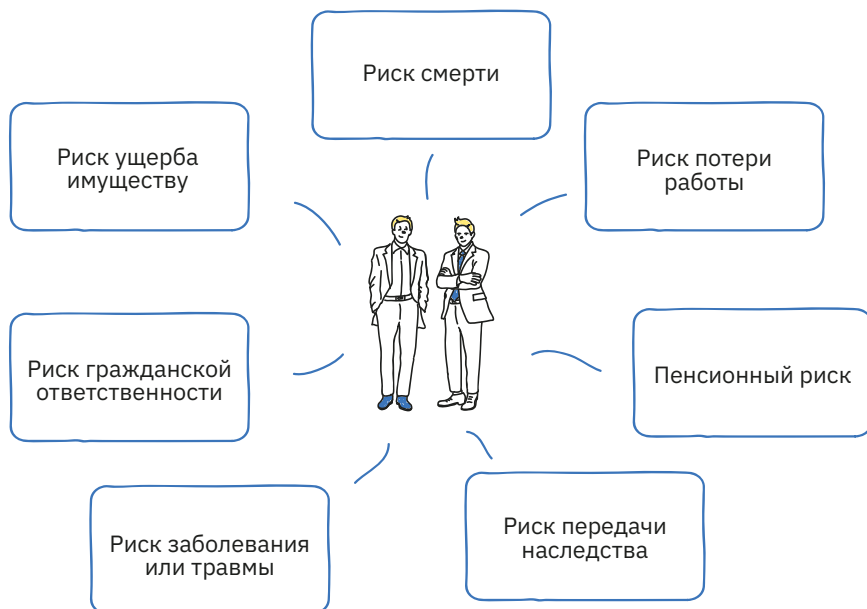 Риск смерти
Риск ущерба
имуществу
Риск потери
работы
Риск гражданской
ответственности
Пенсионный риск
Риск заболевания
или травмы
Риск передачи
наследства